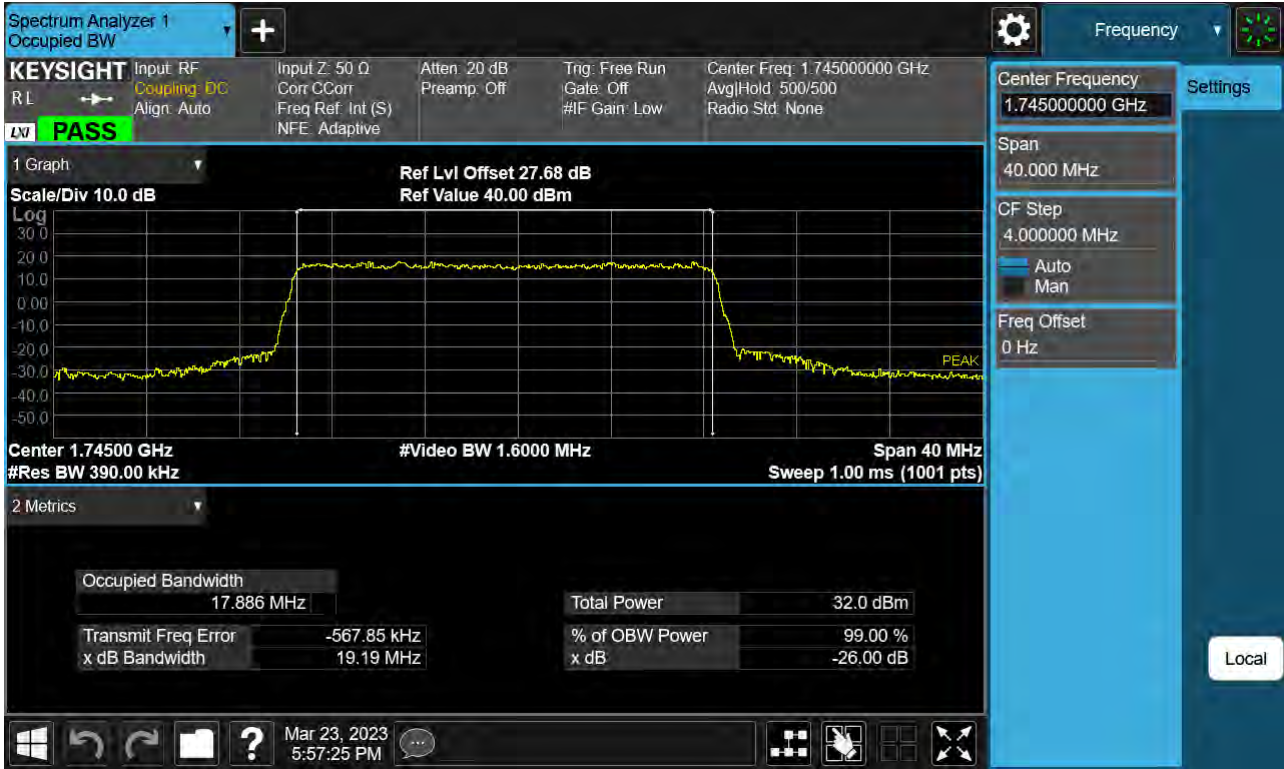 Spectrum Analyzer 1
Occupied BW
Frequency
KEYSIGHT
R L
LXI PASS
Input: RF
Coupling: DC
Align: Auto
Input Z: 50 Ω
Corr CCorr
Freq Ref: Int (S)
NFE: Adaptive
Atten: 20 dB
Preamp: Off
Trig: Free Run
Gate: Off
#IF Gain: Low
Center Freq: 1.745000000 GHz
Avg|Hold: 500/500
Radio Std: None
1 Graph
Scale/Div 10.0 dB
Ref Lvl Offset 27.68 dB
Ref Value 40.00 dBm
Log
30.0
20.0
10.0
0.00
-10.0
-20.0
-30.0
-40.0
-50.0
PEAK
Center 1.74500 GHz
#Video BW 1.6000 MHz
Span 40 MHz
#Res BW 390.00 kHz
Sweep 1.00 ms (1001 pts)
2 Metrics
Occupied Bandwidth
17.886 MHz
Total Power 32.0 dBm
Transmit Freq Error -567.85 kHz
% of OBW Power 99.00 %
x dB Bandwidth 19.19 MHz
x dB -26.00 dB
Center Frequency
1.745000000 GHz
Settings
Span
40.000 MHz
CF Step
4.000000 MHz
Auto
Man
Freq Offset
0 Hz
Local
?
Mar 23, 2023
5:57:25 PM